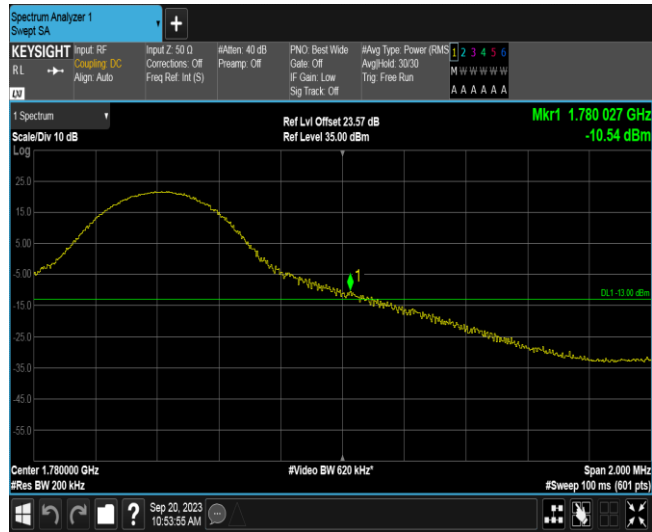 Spectrum Analyzer 1
Swept SA
+
KEYSIGHT
RL
LXI
Input: RF
Coupling: DC
Align: Auto
Input Z: 50 Ω
Corrections: Off
Freq Ref: Int (S)
#Atten: 40 dB
Preamp: Off
PNO: Best Wide
Gate: Off
IF Gain: Low
Sig Track: Off
#Avg Type: Power (RMS
Avg|Hold: 30/30
Trig: Free Run
1 2 3 4 5 6
M W W W W W
A A A A A A
1 Spectrum
Scale/Div 10 dB
Log
Ref Lvl Offset 23.57 dB
Ref Level 35.00 dBm
Mkr1 1.780 027 GHz
-10.54 dBm
25.0
15.0
5.00
-5.00
-15.0
-25.0
-35.0
-45.0
-55.0
1
DL1 -13.00 dBm
Center 1.780000 GHz
#Res BW 200 kHz
#Video BW 620 kHz*
Span 2.000 MHz
#Sweep 100 ms (601 pts)
?
Sep 20, 2023
10:53:55 AM